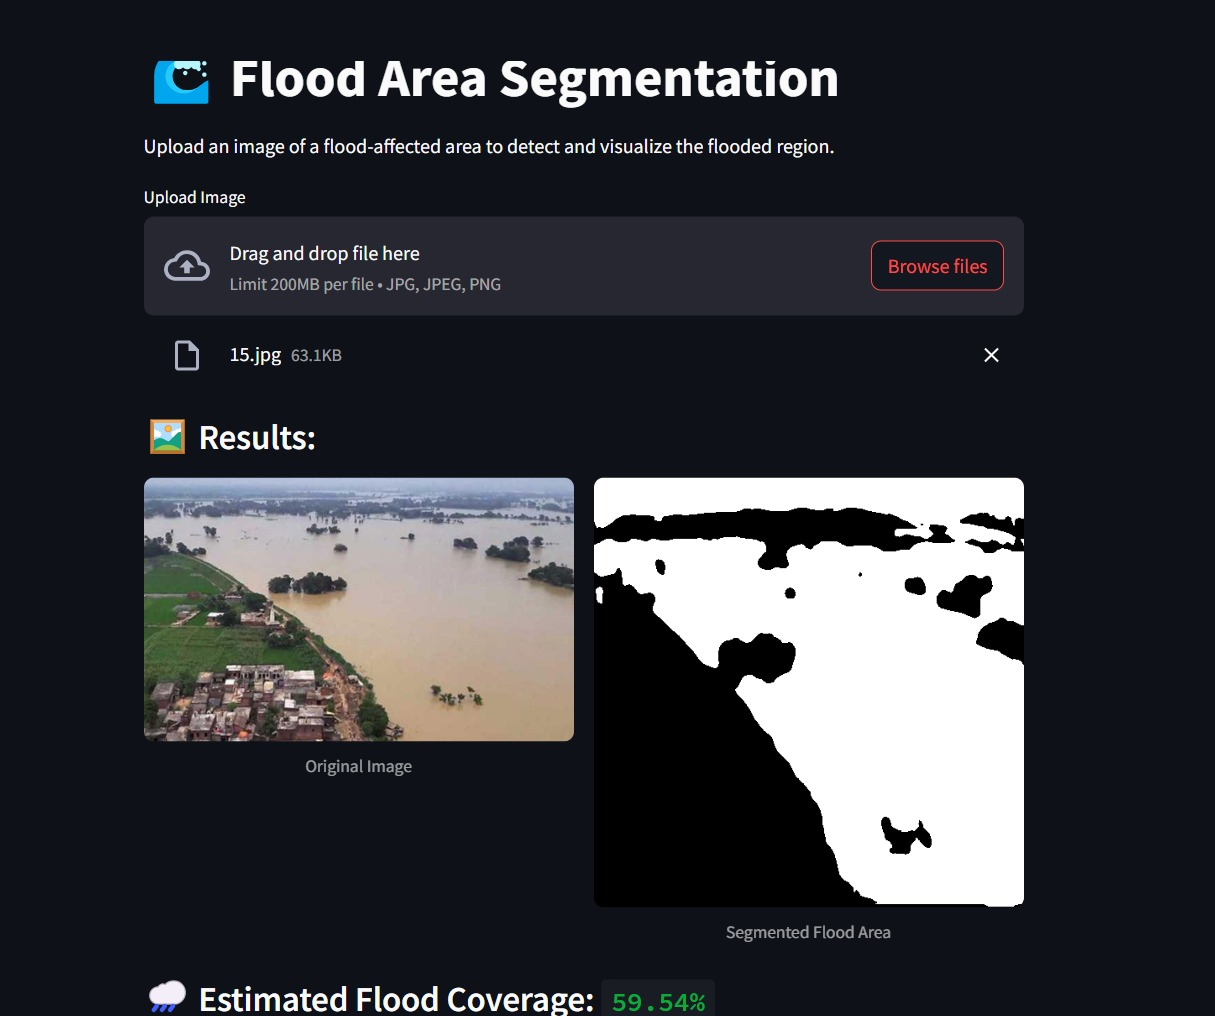 Flood Area Segmentation
Upload an image of a flood-affected area to detect and visualize the flooded region.
Upload Image
Drag and drop file here
Limit 200MB per file • JPG, JPEG, PNG
Browse files
15.jpg 63.1KB
Results:
Original Image
Segmented Flood Area
Estimated Flood Coverage: 59.54%